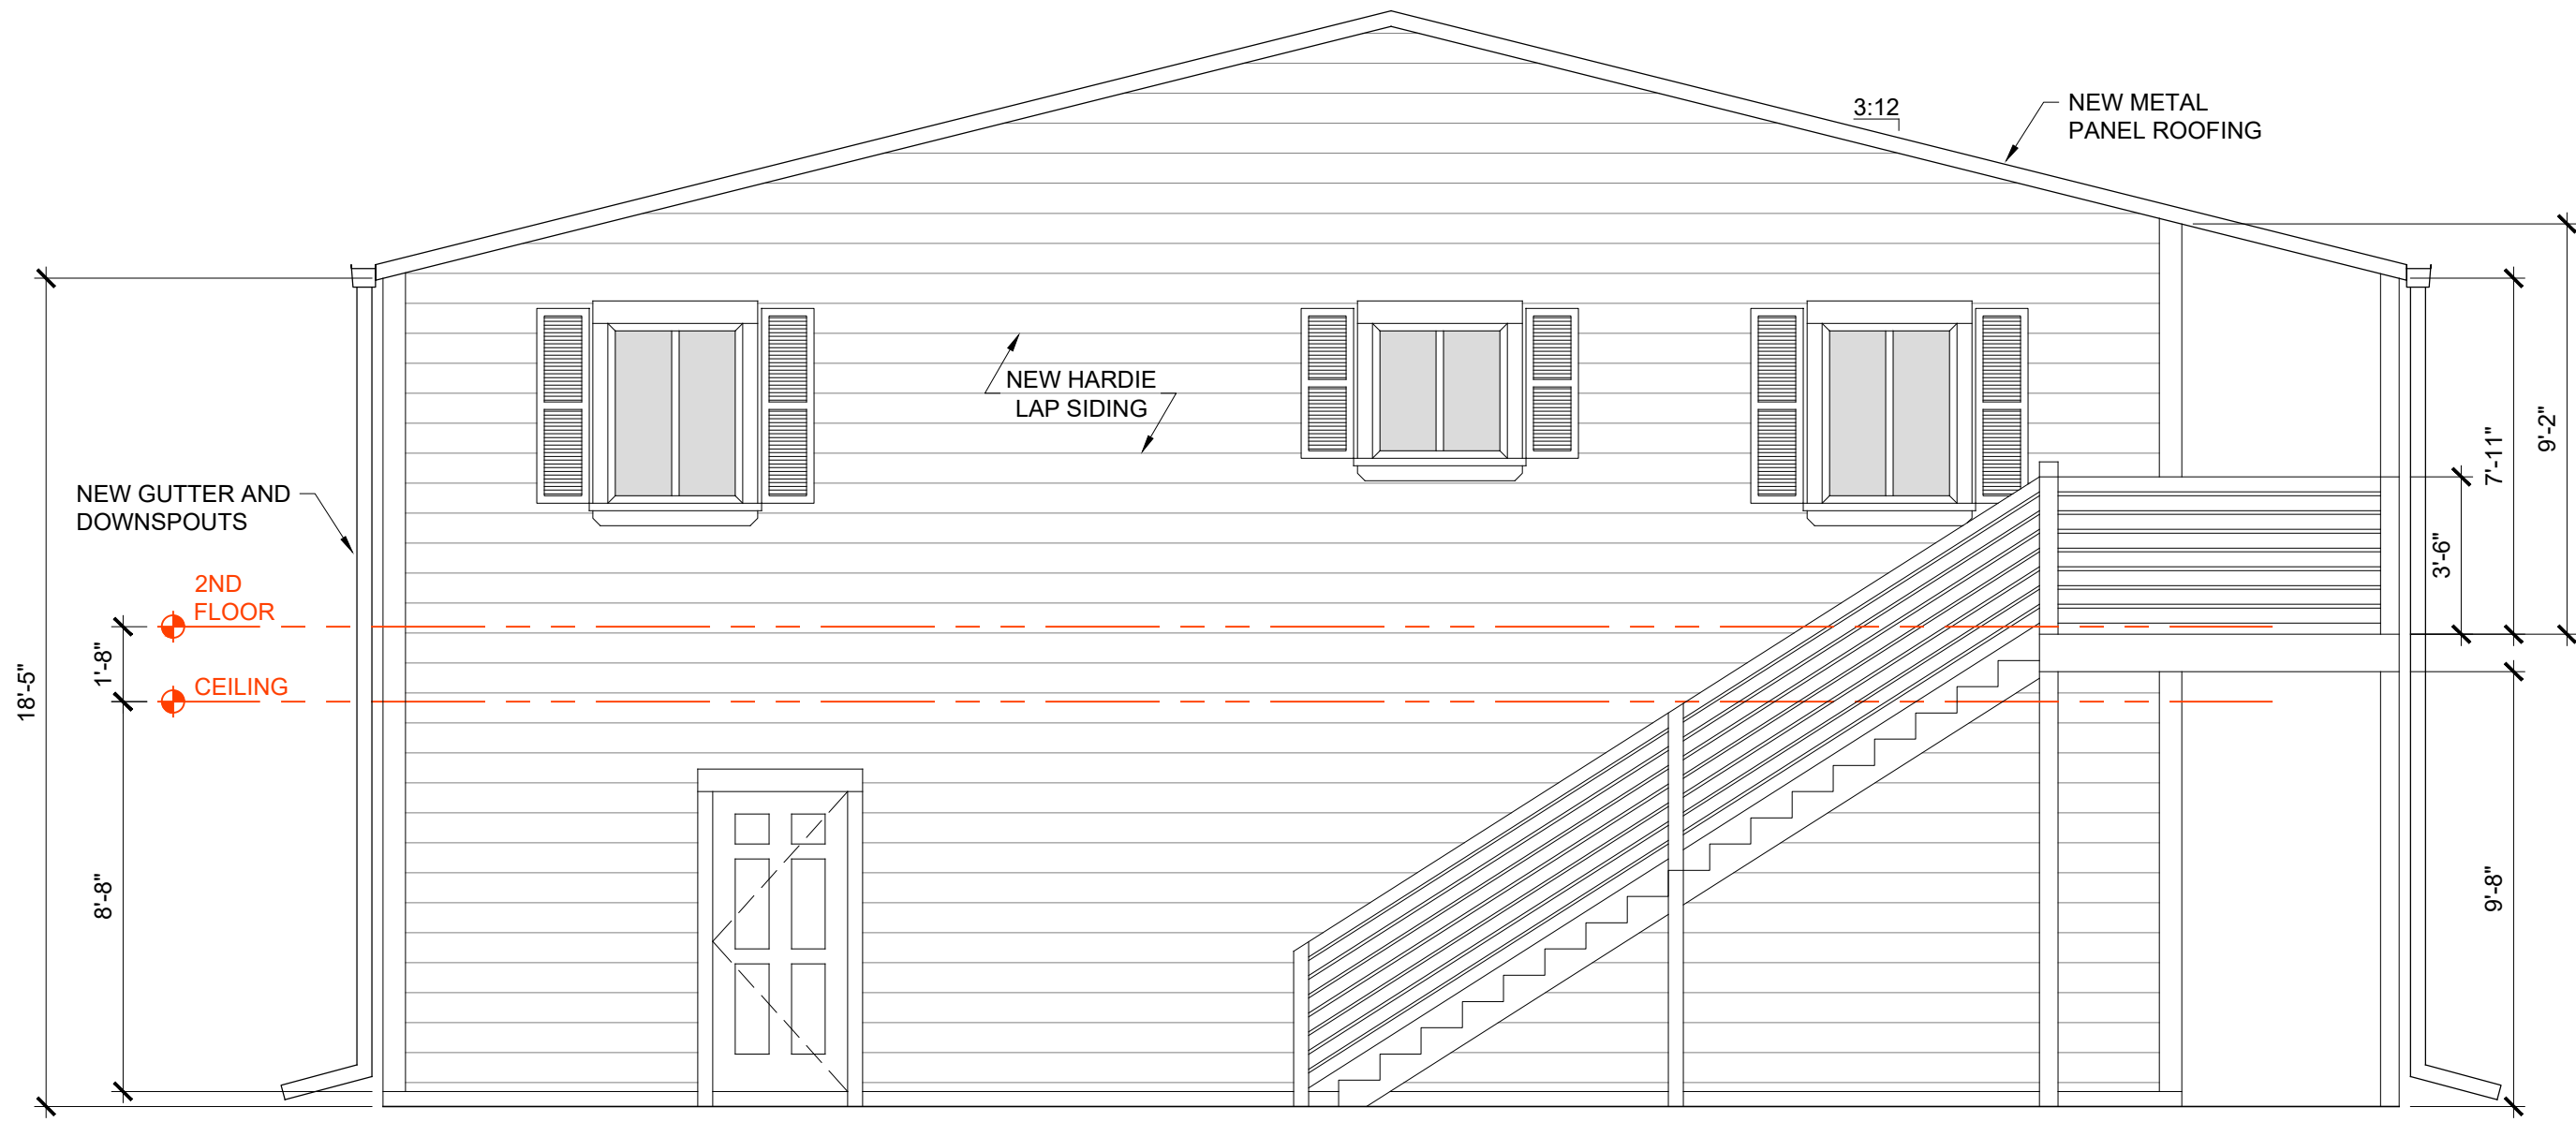 3:12
NEW METAL
PANEL ROOFING
NEW HARDIE
LAP SIDING
NEW GUTTER AND
DOWNSPOUTS
2ND
FLOOR
CEILING
18'-5"
1'-8"
8'-8"
9'-2"
7'-11"
3'-6"
9'-8"